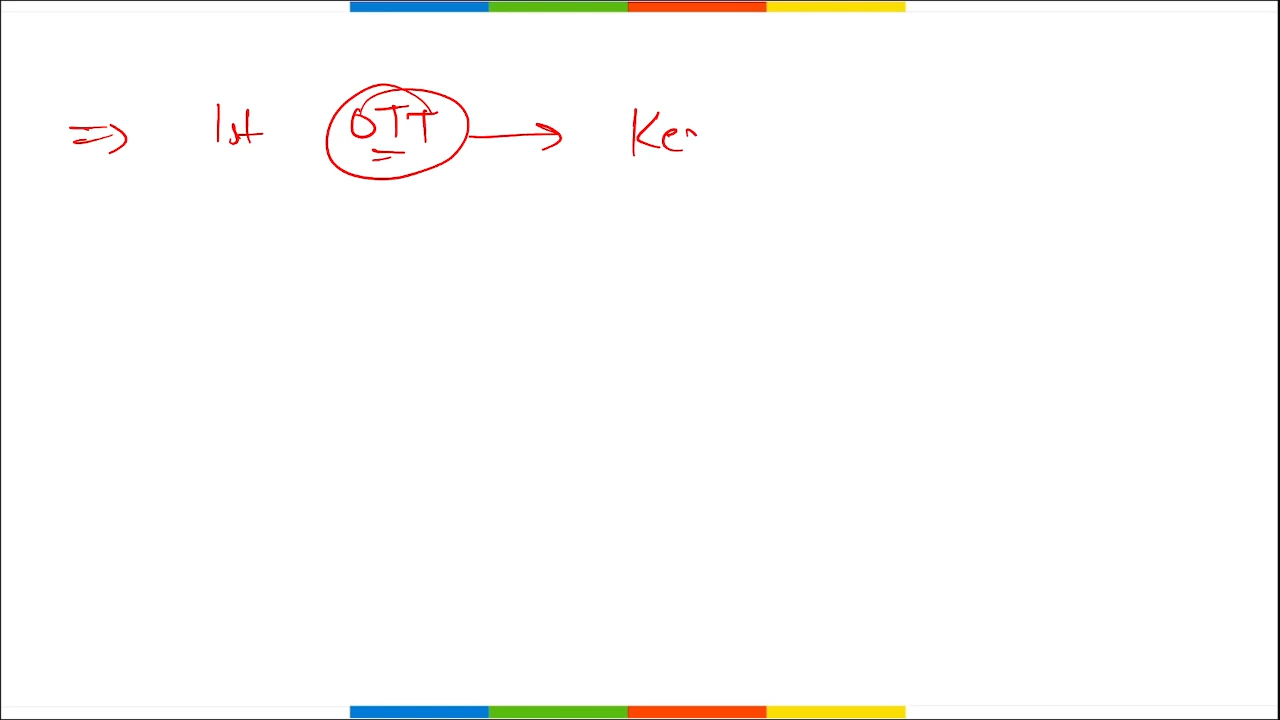 => 1st OTT → Ker